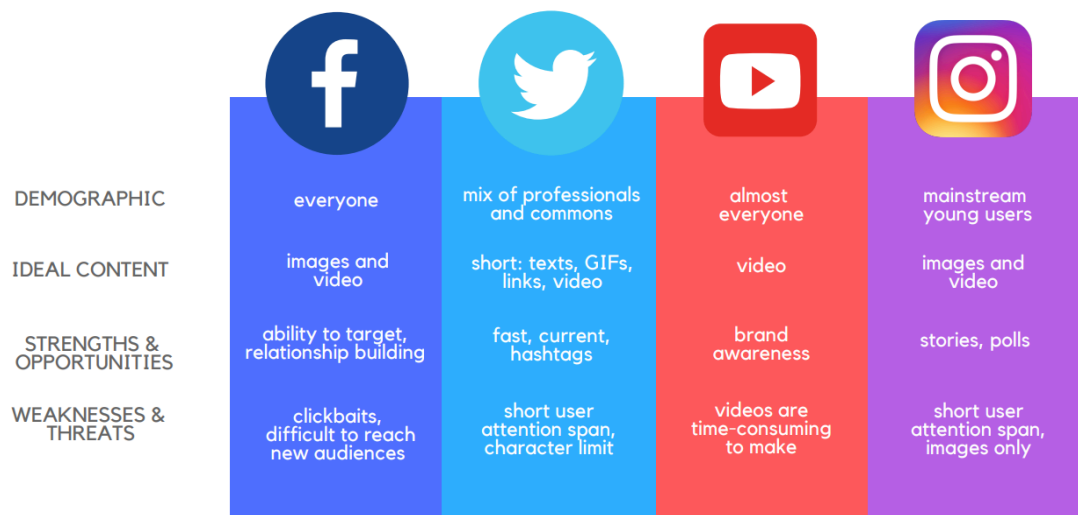 DEMOGRAPHIC
everyone
mix of professionals
and commons
almost
everyone
mainstream
young users
IDEAL CONTENT
images and
video
short: texts, GIFs,
links, video
video
images and
video
STRENGTHS &
OPPORTUNITIES
ability to target,
relationship building
fast, current,
hashtags
brand
awareness
stories, polls
WEAKNESSES &
THREATS
clickbaits,
difficult to reach
new audiences
short user
attention span,
character limit
videos are
time-consuming
to make
short user
attention span,
images only